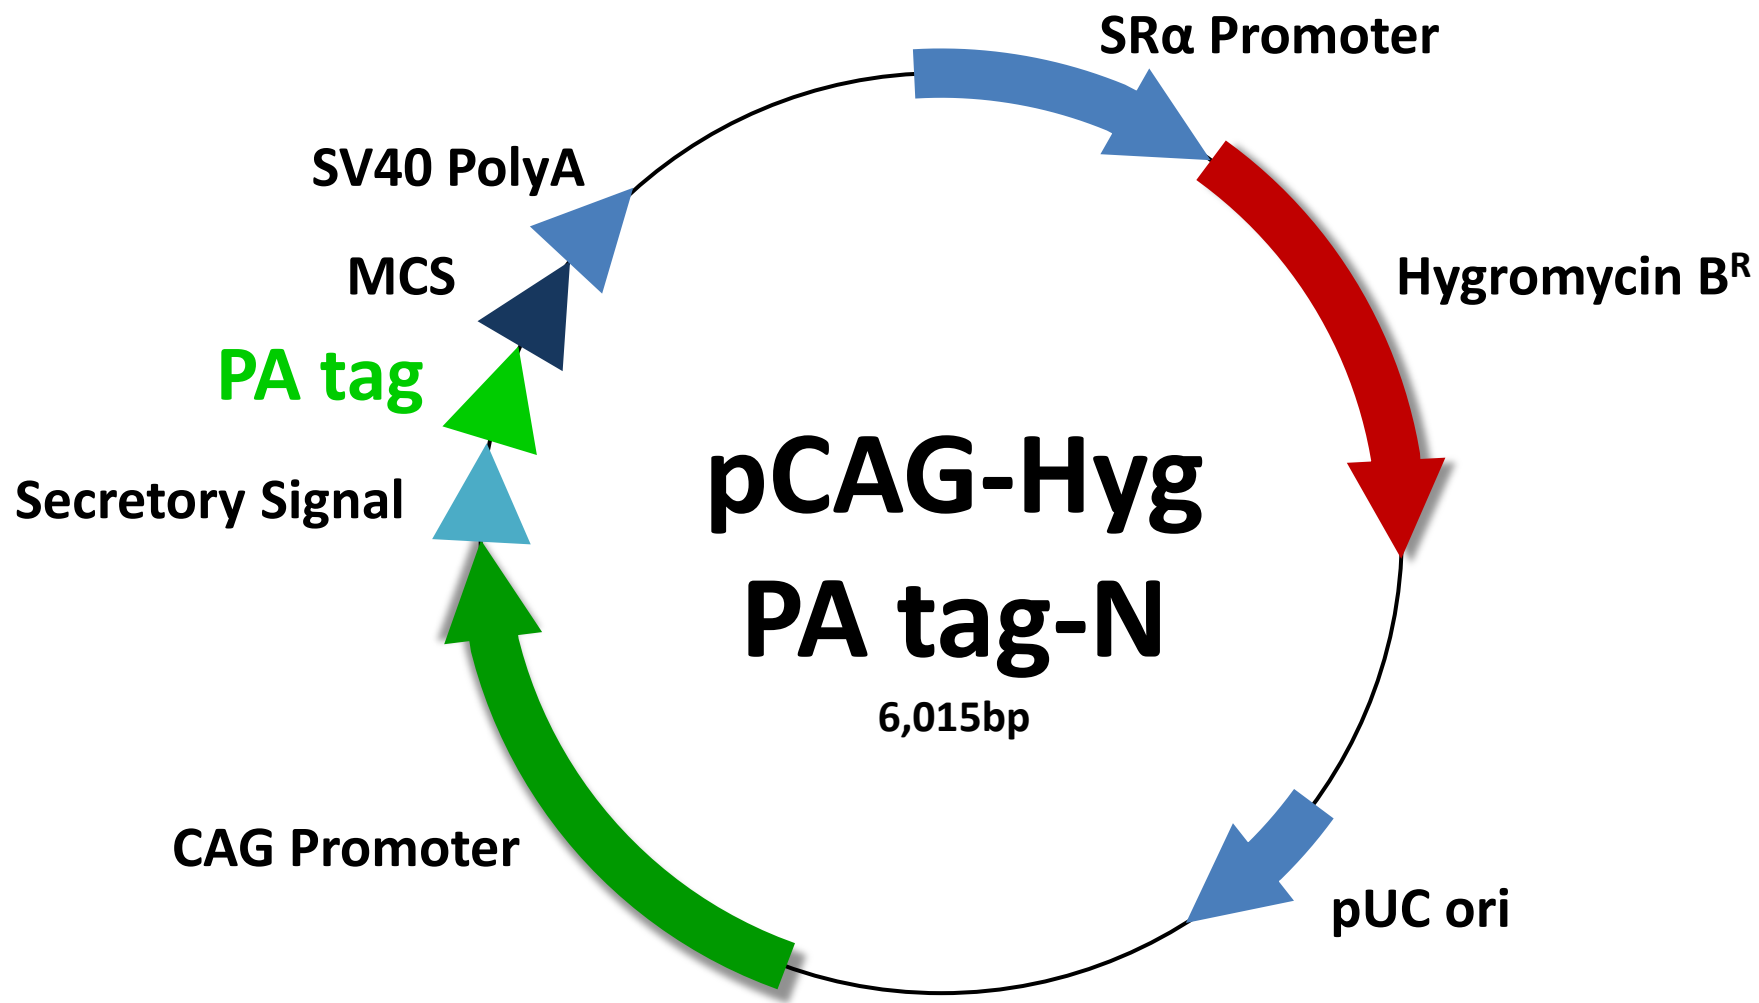 SRα Promoter
SV40 PolyA
MCS
Hygromycin Bᴿ
PA tag
Secretory Signal
pCAG-Hyg
PA tag-N
6,015bp
CAG Promoter
pUC ori